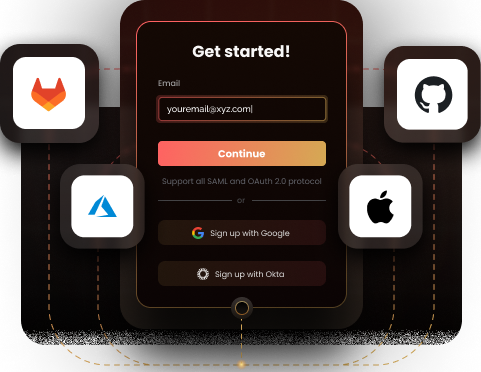 Get started!
Email
youremail@xyz.com
Continue
Support all SAML and OAuth 2.0 protocol
or
Sign up with Google
Sign up with Okta